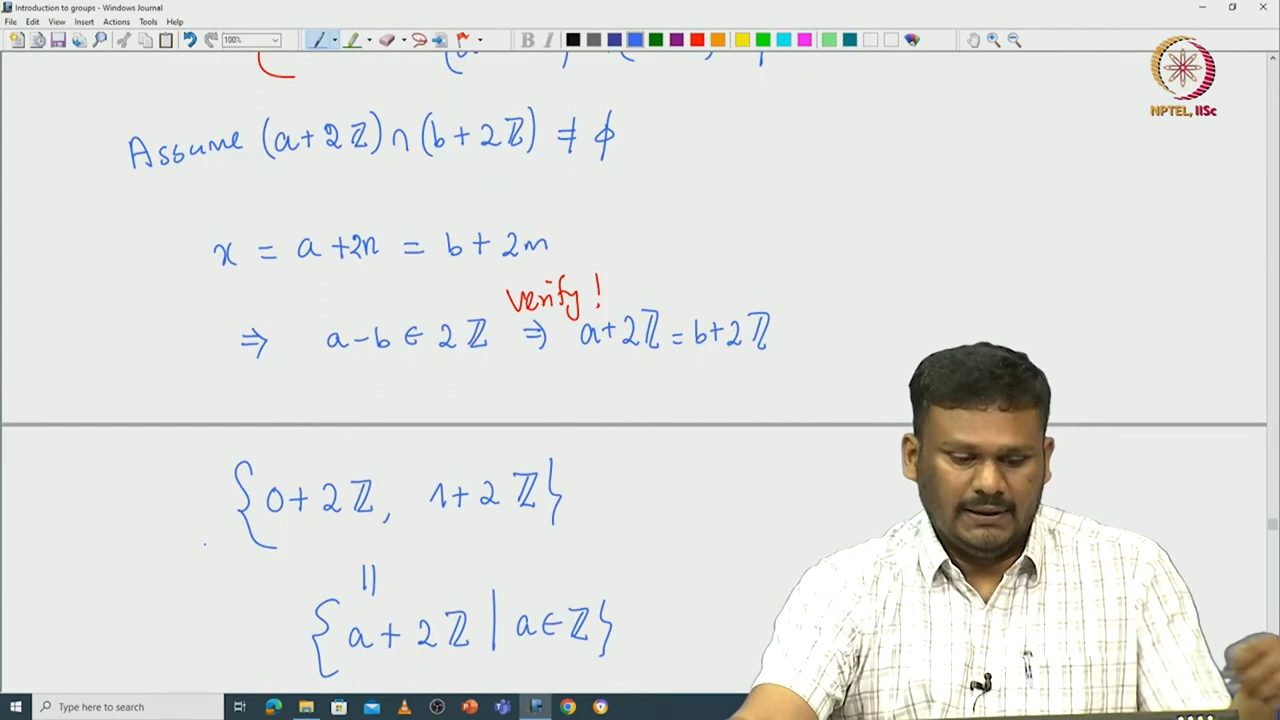 Introduction to groups - Windows Journal
File Edit View Insert Actions Tools Help
100%
B I
NPTEL, IISc
Assume (a+2ℤ)∩(b+2ℤ) ≠ φ
x = a+2n = b+2m
verify!
⇒ a-b ∈ 2ℤ ⇒ a+2ℤ = b+2ℤ
{0+2ℤ, 1+2ℤ}
||
{a+2ℤ | a∈ℤ}
Type here to search